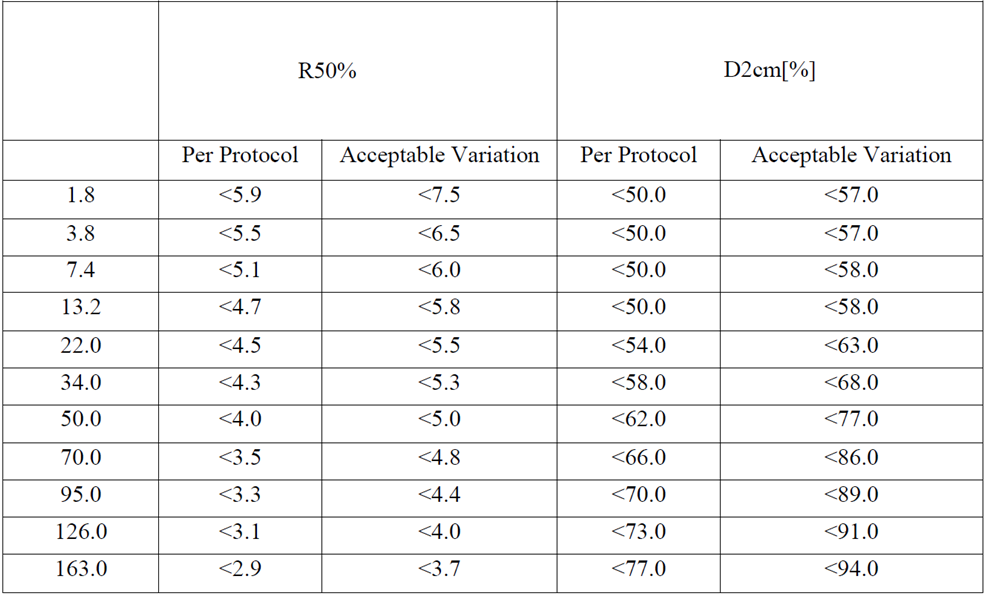 R50% D2cm[%]
Per Protocol Acceptable Variation Per Protocol Acceptable Variation
1.8 <5.9 <7.5 <50.0 <57.0
3.8 <5.5 <6.5 <50.0 <57.0
7.4 <5.1 <6.0 <50.0 <58.0
13.2 <4.7 <5.8 <50.0 <58.0
22.0 <4.5 <5.5 <54.0 <63.0
34.0 <4.3 <5.3 <58.0 <68.0
50.0 <4.0 <5.0 <62.0 <77.0
70.0 <3.5 <4.8 <66.0 <86.0
95.0 <3.3 <4.4 <70.0 <89.0
126.0 <3.1 <4.0 <73.0 <91.0
163.0 <2.9 <3.7 <77.0 <94.0